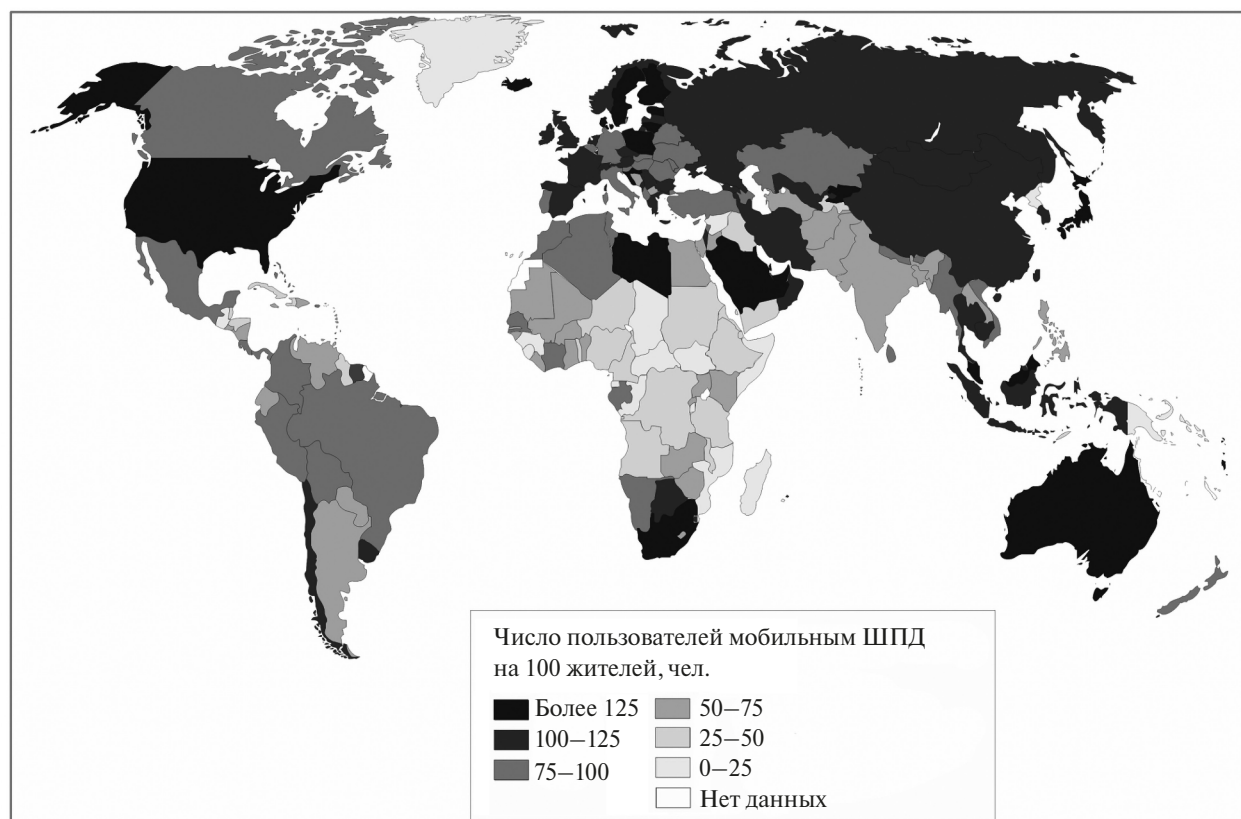 Число пользователей мобильным ШПД
на 100 жителей, чел.
Более 125
100–125
75–100
50–75
25–50
0–25
Нет данных